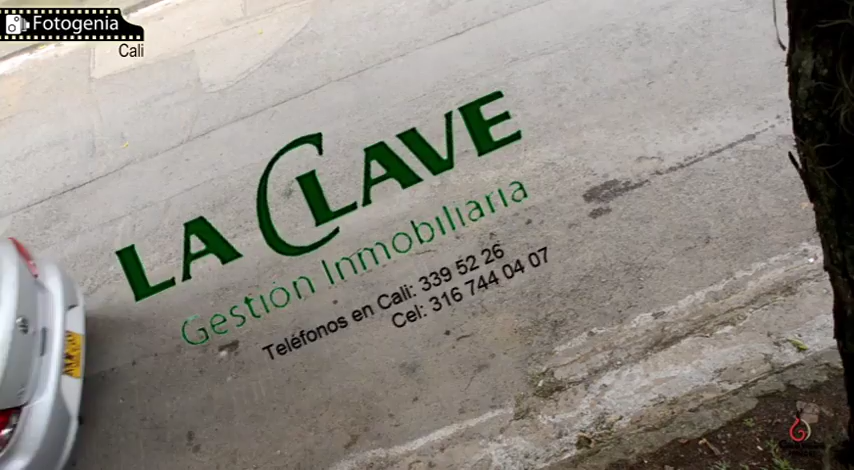 Fotogenia
Cali
LA CLAVE
Gestión Inmobiliaria
Teléfonos en Cali: 339 52 26
Cel: 316 744 04 07